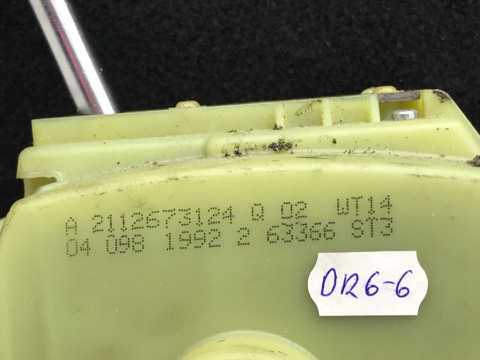 A 2112673124 Q 02 WT14
04 098 1992 2 63366 ST3
DR6-6